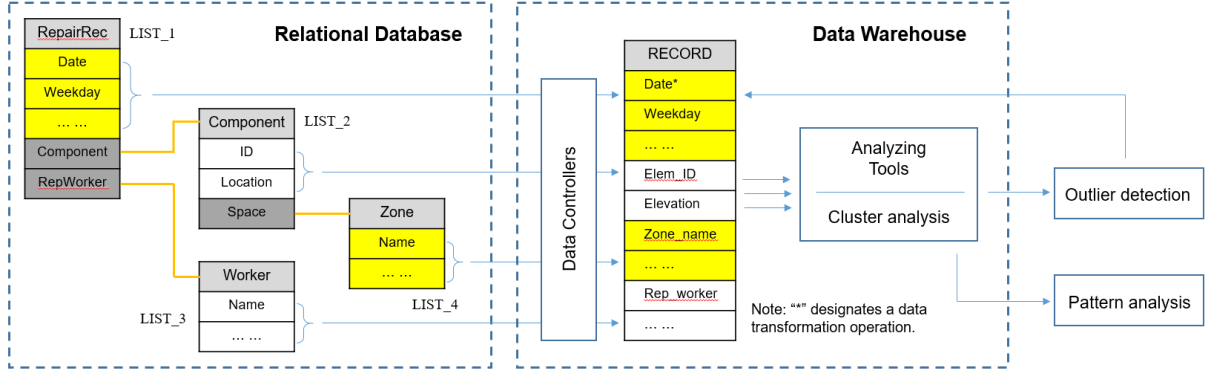 Relational Database
RepairRec
LIST_1
Date
Weekday
... ...
Component
RepWorker
Component
LIST_2
ID
Location
Space
Zone
Name
... ...
LIST_4
Worker
LIST_3
Name
... ...
Data Warehouse
Data Controllers
RECORD
Date*
Weekday
... ...
Elem_ID
Elevation
Zone_name
... ...
Rep_worker
... ...
Analyzing
Tools
Cluster analysis
Note: “*” designates a data
transformation operation.
Outlier detection
Pattern analysis